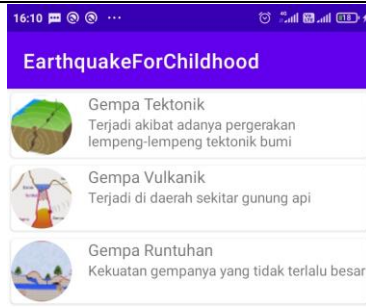 16:10
118
EarthquakeForChildhood
Gempa Tektonik
Terjadi akibat adanya pergerakan
lempeng-lempeng tektonik bumi
Gempa Vulkanik
Terjadi di daerah sekitar gunung api
Gempa Runtuhan
Kekuatan gempanya yang tidak terlalu besar